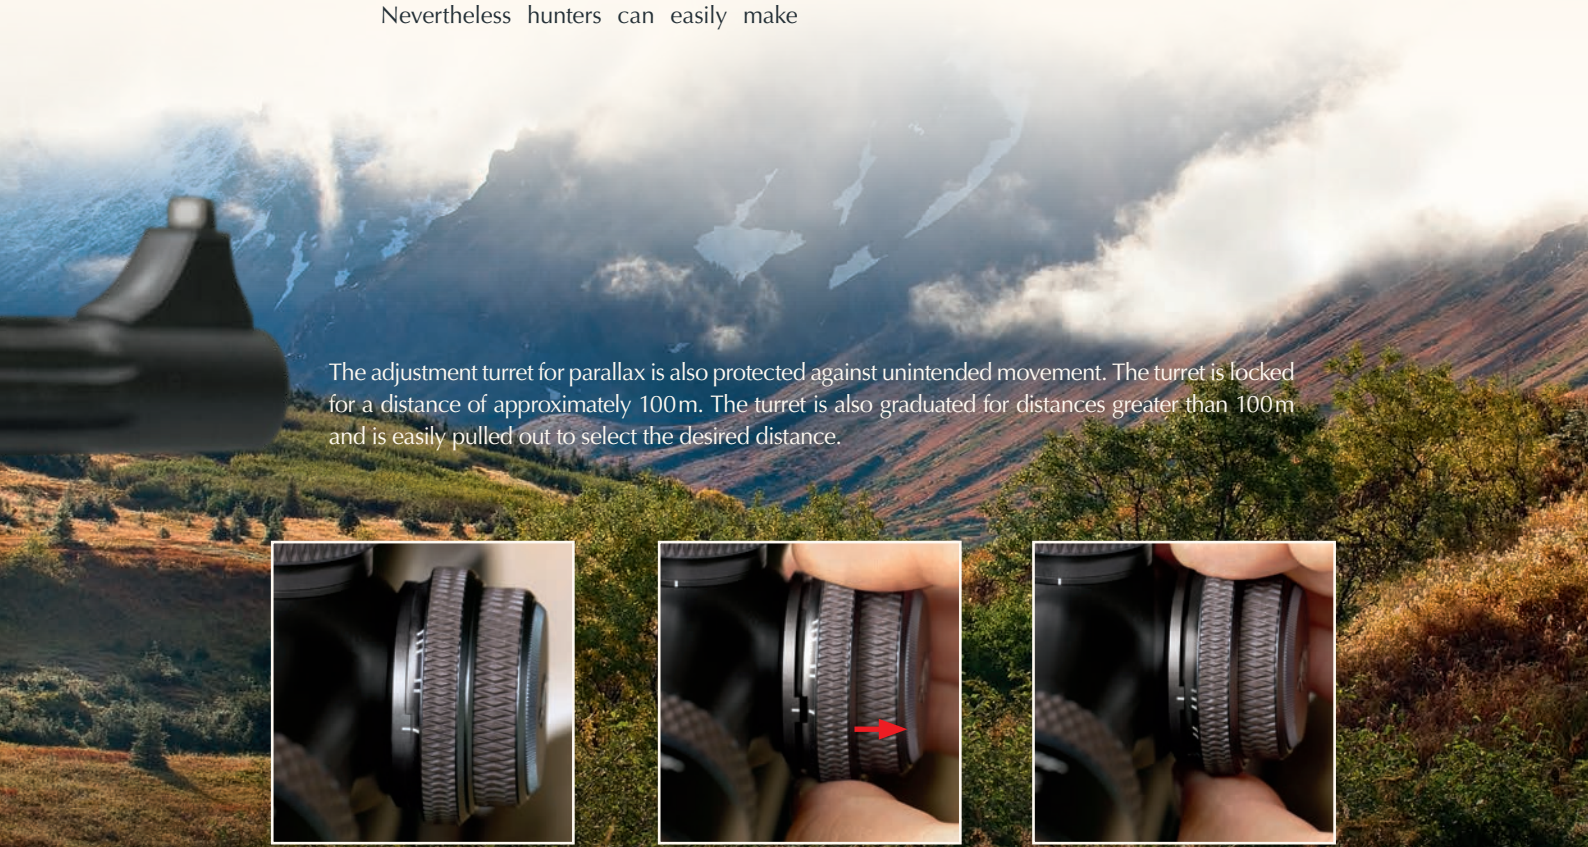 Nevertheless hunters can easily make
The adjustment turret for parallax is also protected against unintended movement. The turret is locked
for a distance of approximately 100 m. The turret is also graduated for distances greater than 100 m
and is easily pulled out to select the desired distance.